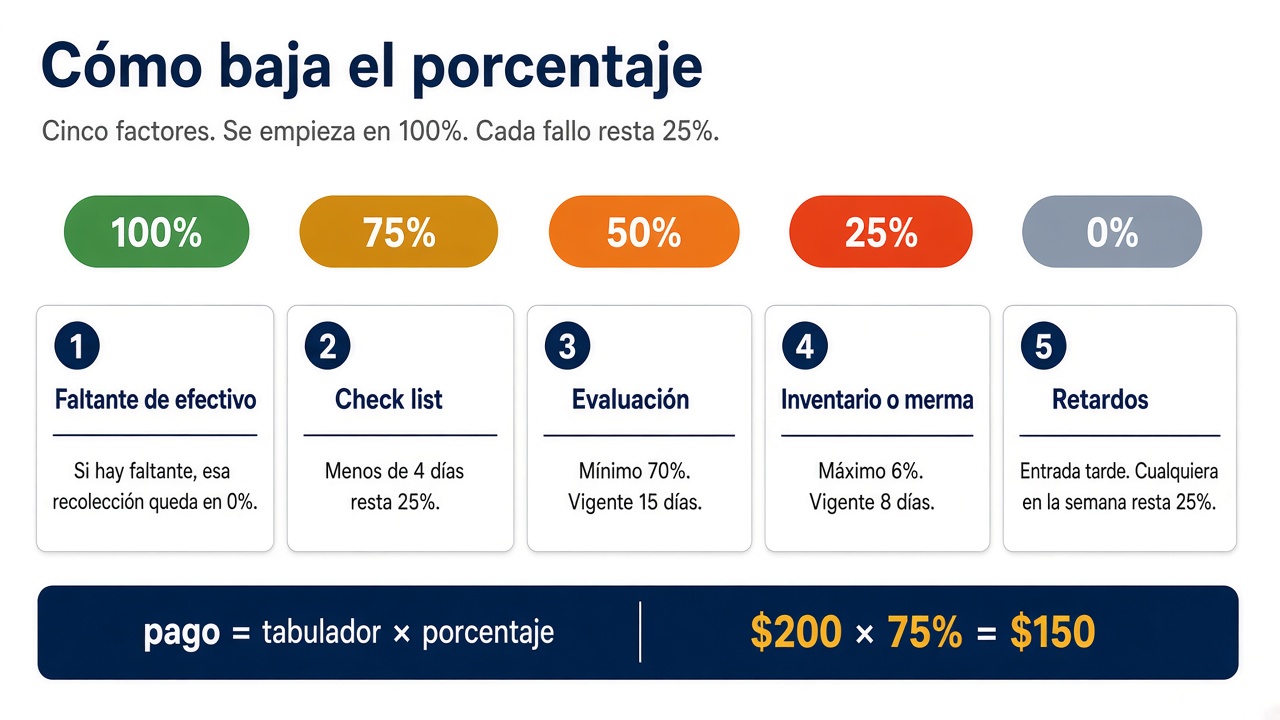 Cómo baja el porcentaje
Cinco factores. Se empieza en 100%. Cada fallo resta 25%.
100%
75%
50%
25%
0%
1
Faltante de efectivo
Si hay faltante, esa
recolección queda en 0%.
2
Check list
Menos de 4 días
resta 25%.
3
Evaluación
Mínimo 70%.
Vigente 15 días.
4
Inventario o merma
Máximo 6%.
Vigente 8 días.
5
Retardos
Entrada tarde. Cualquiera
en la semana resta 25%.
pago = tabulador × porcentaje
$200 × 75% = $150